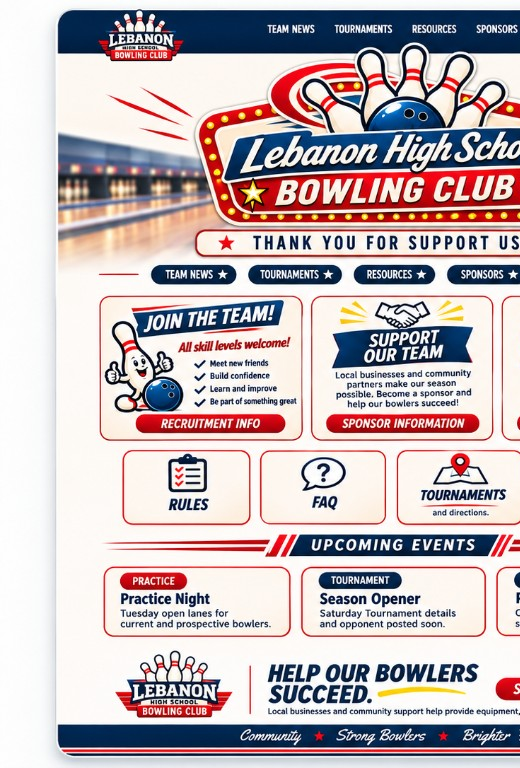 LEBANON
HIGH SCHOOL
BOWLING CLUB
TEAM NEWS TOURNAMENTS RESOURCES SPONSORS
Lebanon High Scho
BOWLING CLUB
THANK YOU FOR SUPPORT US
TEAM NEWS TOURNAMENTS RESOURCES SPONSORS
JOIN THE TEAM!
All skill levels welcome!
Meet new friends
Build confidence
Learn and improve
Be part of something great
RECRUITMENT INFO
SUPPORT
OUR TEAM
Local businesses and community
partners make our season
possible. Become a sponsor and
help our bowlers succeed!
SPONSOR INFORMATION
RULES
FAQ
TOURNAMENTS
and directions.
UPCOMING EVENTS
PRACTICE
Practice Night
Tuesday open lanes for
current and prospective bowlers.
TOURNAMENT
Season Opener
Saturday Tournament details
and opponent posted soon.
LEBANON
HIGH SCHOOL
BOWLING CLUB
HELP OUR BOWLERS
SUCCEED.
Local businesses and community support help provide equipment,
Community Strong Bowlers Brighter